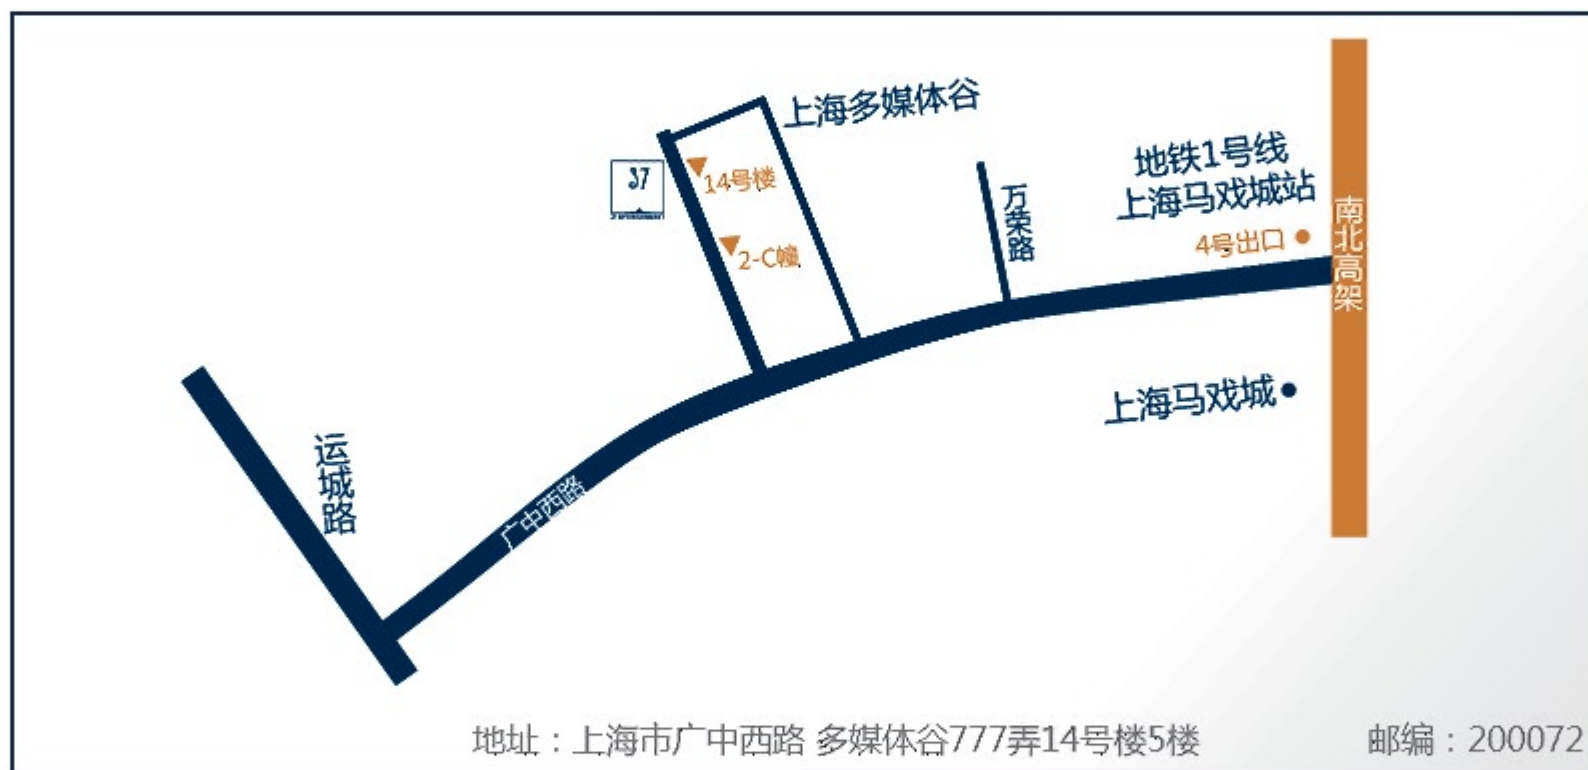 上海多媒体谷
37
14号楼
2-C幢
万荣路
地铁1号线
上海马戏城站
4号出口
南北高架
上海马戏城
运城路
广中西路
地址：上海市广中西路 多媒体谷777弄14号楼5楼
邮编：200072